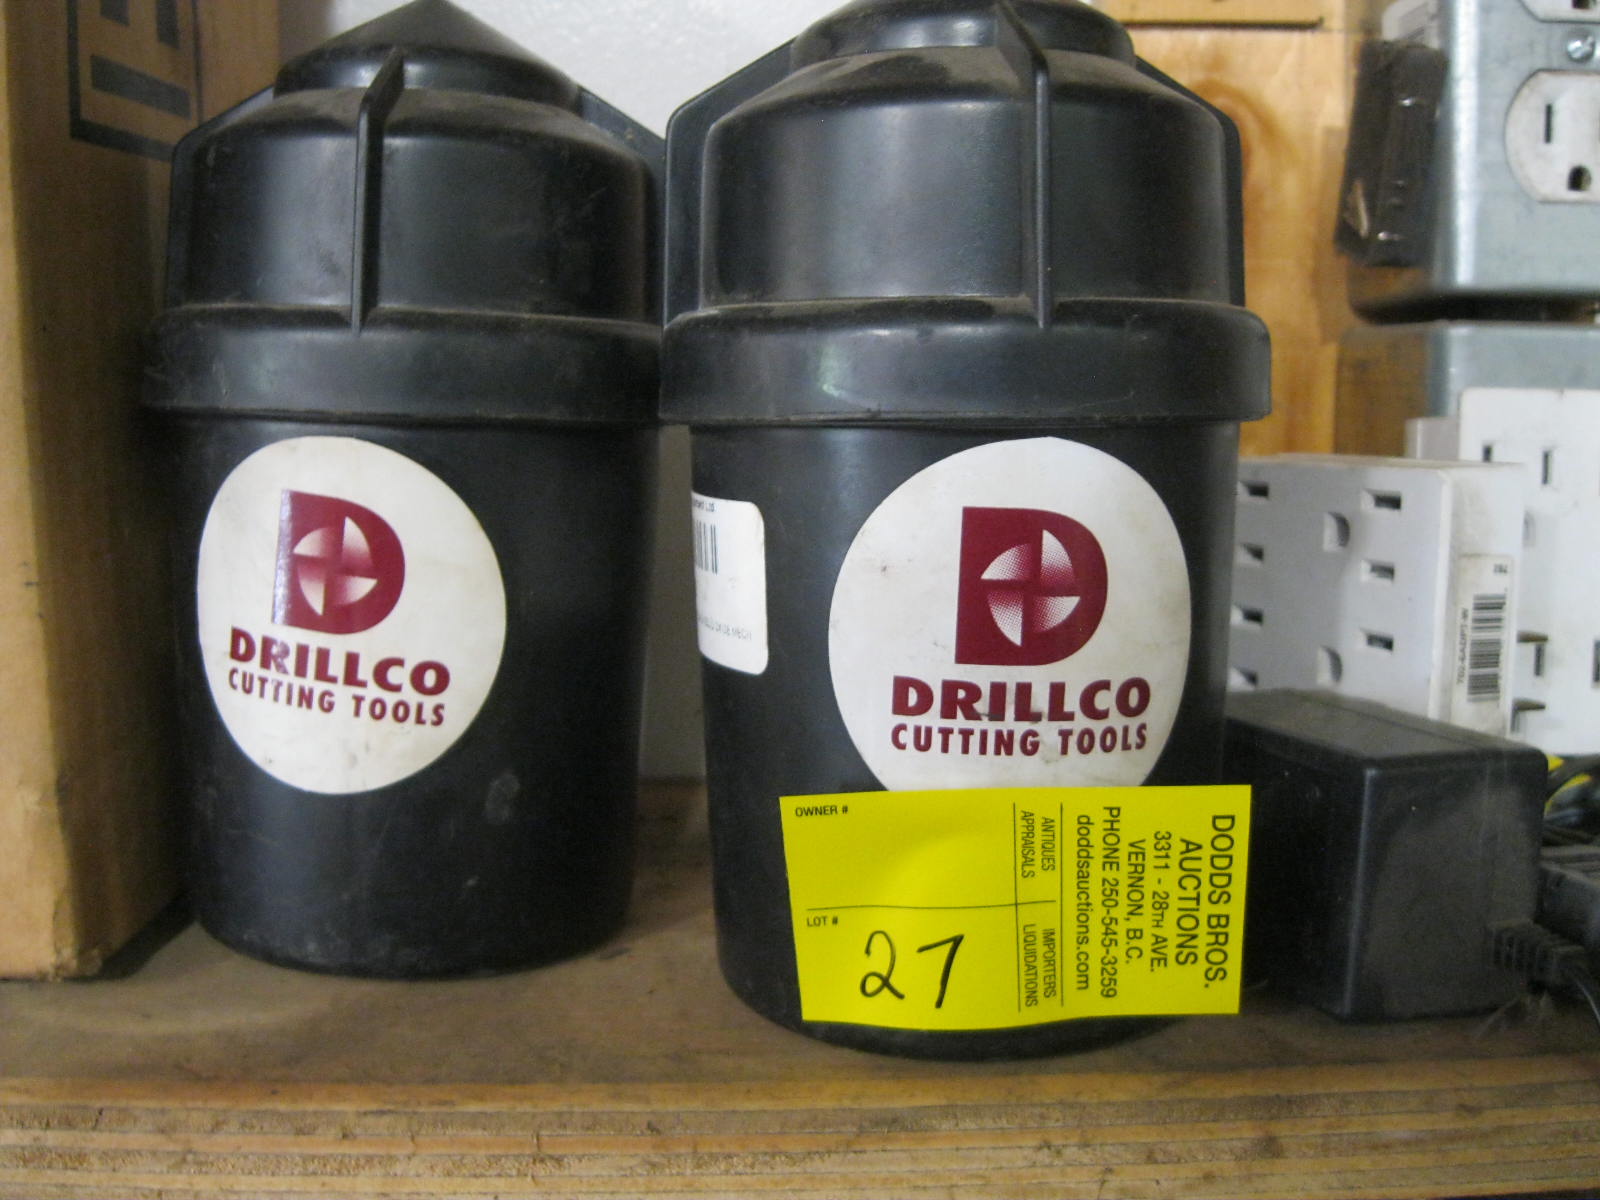 DRILLCO
CUTTING TOOLS
DRILLCO
CUTTING TOOLS
OWNER #
LOT #
27
ANTIQUES
APPRAISALS
IMPORTERS
LIQUIDATIONS
DODDS BROS.
AUCTIONS
3311 - 28TH AVE.
VERNON, B.C.
PHONE 250-545-3259
doddsauctions.com